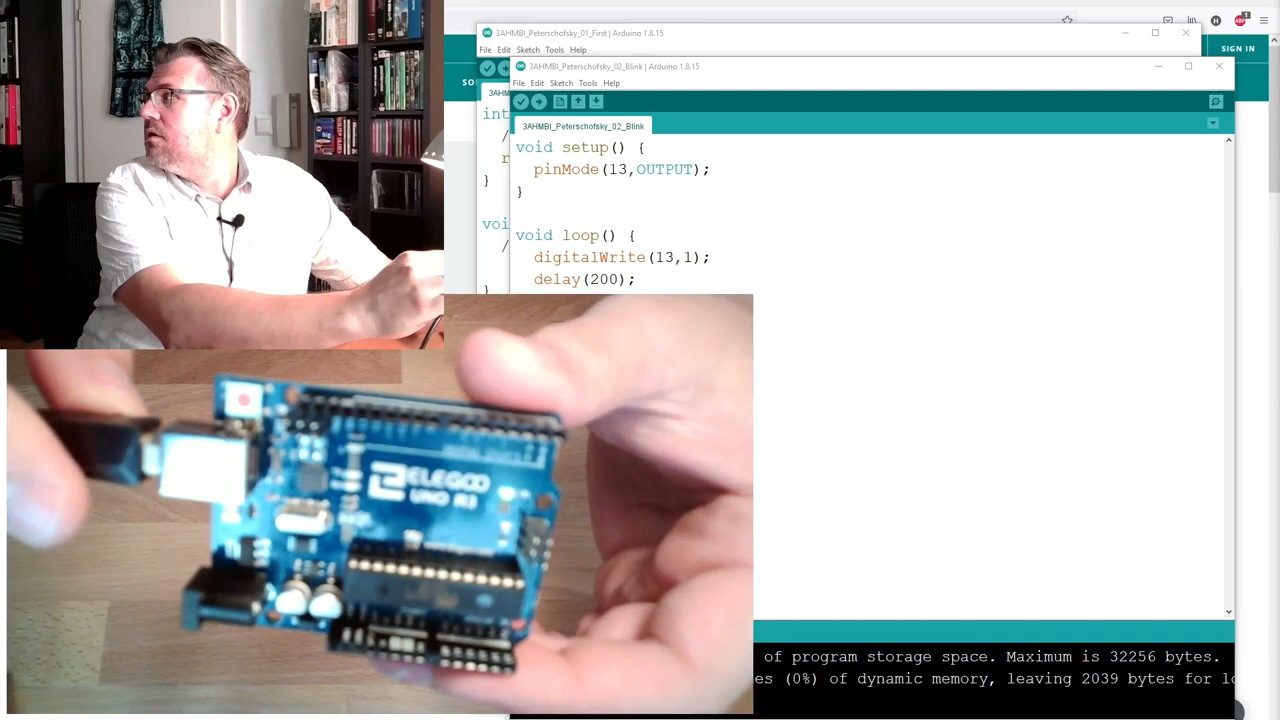 3AHMBI_Peterschofsky_01_First | Arduino 1.8.15
File Edit Sketch Tools Help
SIGN IN
3AHMBI_Peterschofsky_02_Blink | Arduino 1.8.15
File Edit Sketch Tools Help
SO
3AHM
3AHMBI_Peterschofsky_02_Blink
int
/
r
}
voi
/
}
void setup() {
pinMode(13,OUTPUT);
}
void loop() {
digitalWrite(13,1);
delay(200);
ELEGOO
UNO R3
of program storage space. Maximum is 32256 bytes.
es (0%) of dynamic memory, leaving 2039 bytes for lo